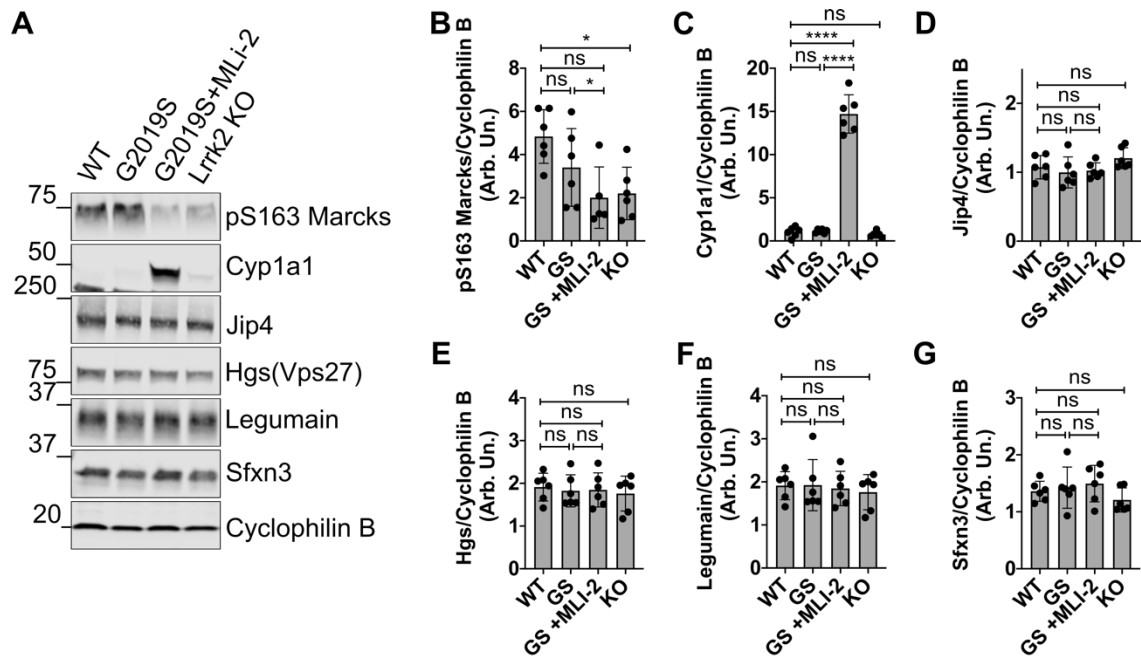 A
WT
G2019S
G2019S+MLi-2
Lrrk2 KO
75
pS163 Marcks
50
Cyp1a1
250
Jip4
75
Hgs(Vps27)
37
Legumain
37
Sfxn3
20
Cyclophilin B
B
pS163 Marcks/Cyclophilin B
(Arb. Un.)
8
6
4
2
0
*
ns
ns
*
WT
GS
GS +MLI-2
KO
C
Cyp1a1/Cyclophilin B
(Arb. Un.)
20
15
10
5
0
ns
****
ns
****
WT
GS
GS +MLI-2
KO
D
Jip4/Cyclophilin B
(Arb. Un.)
2
1
0
ns
ns
ns
ns
WT
GS
GS +MLI-2
KO
E
Hgs/Cyclophilin B
(Arb. Un.)
4
3
2
1
0
ns
ns
ns
ns
WT
GS
GS +MLI-2
KO
F
Legumain/Cyclophilin B
(Arb. Un.)
4
3
2
1
0
ns
ns
ns
ns
WT
GS
GS +MLI-2
KO
G
Sfxn3/Cyclophilin B
(Arb. Un.)
3
2
1
0
ns
ns
ns
ns
WT
GS
GS +MLI-2
KO